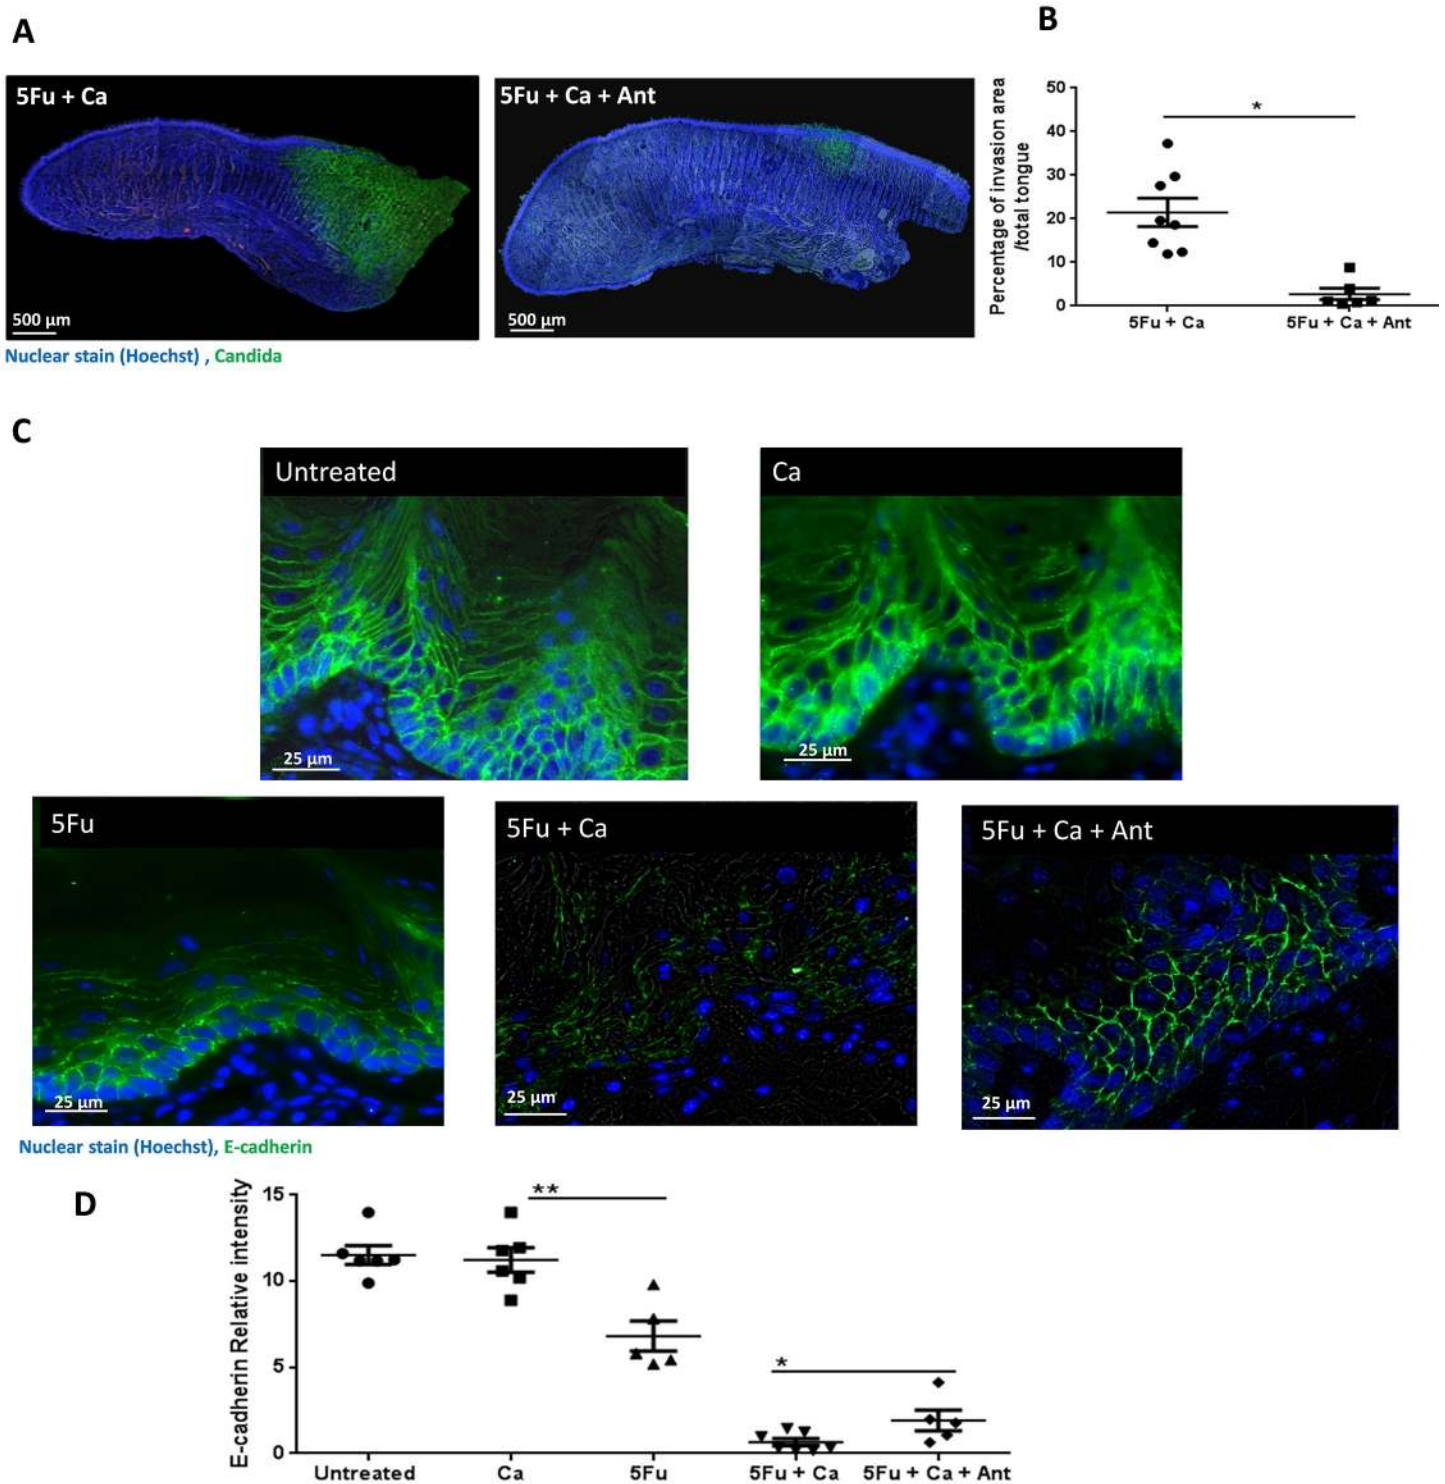 A
B
5Fu + Ca
5Fu + Ca + Ant
500 µm
500 µm
Nuclear stain (Hoechst) , Candida
Percentage of invasion area
/total tongue
50
40
30
20
10
0
*
5Fu + Ca
5Fu + Ca + Ant
C
Untreated
Ca
25 µm
25 µm
5Fu
5Fu + Ca
5Fu + Ca + Ant
25 µm
25 µm
25 µm
Nuclear stain (Hoechst), E-cadherin
D
E-cadherin Relative intensity
15
10
5
0
**
*
Untreated
Ca
5Fu
5Fu + Ca
5Fu + Ca + Ant